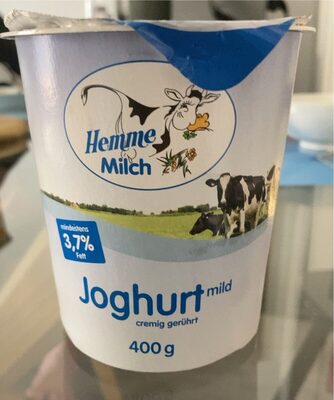 Hemme
Milch
mindestens
3,7%
Fett
Joghurt mild
cremig gerührt
400 g